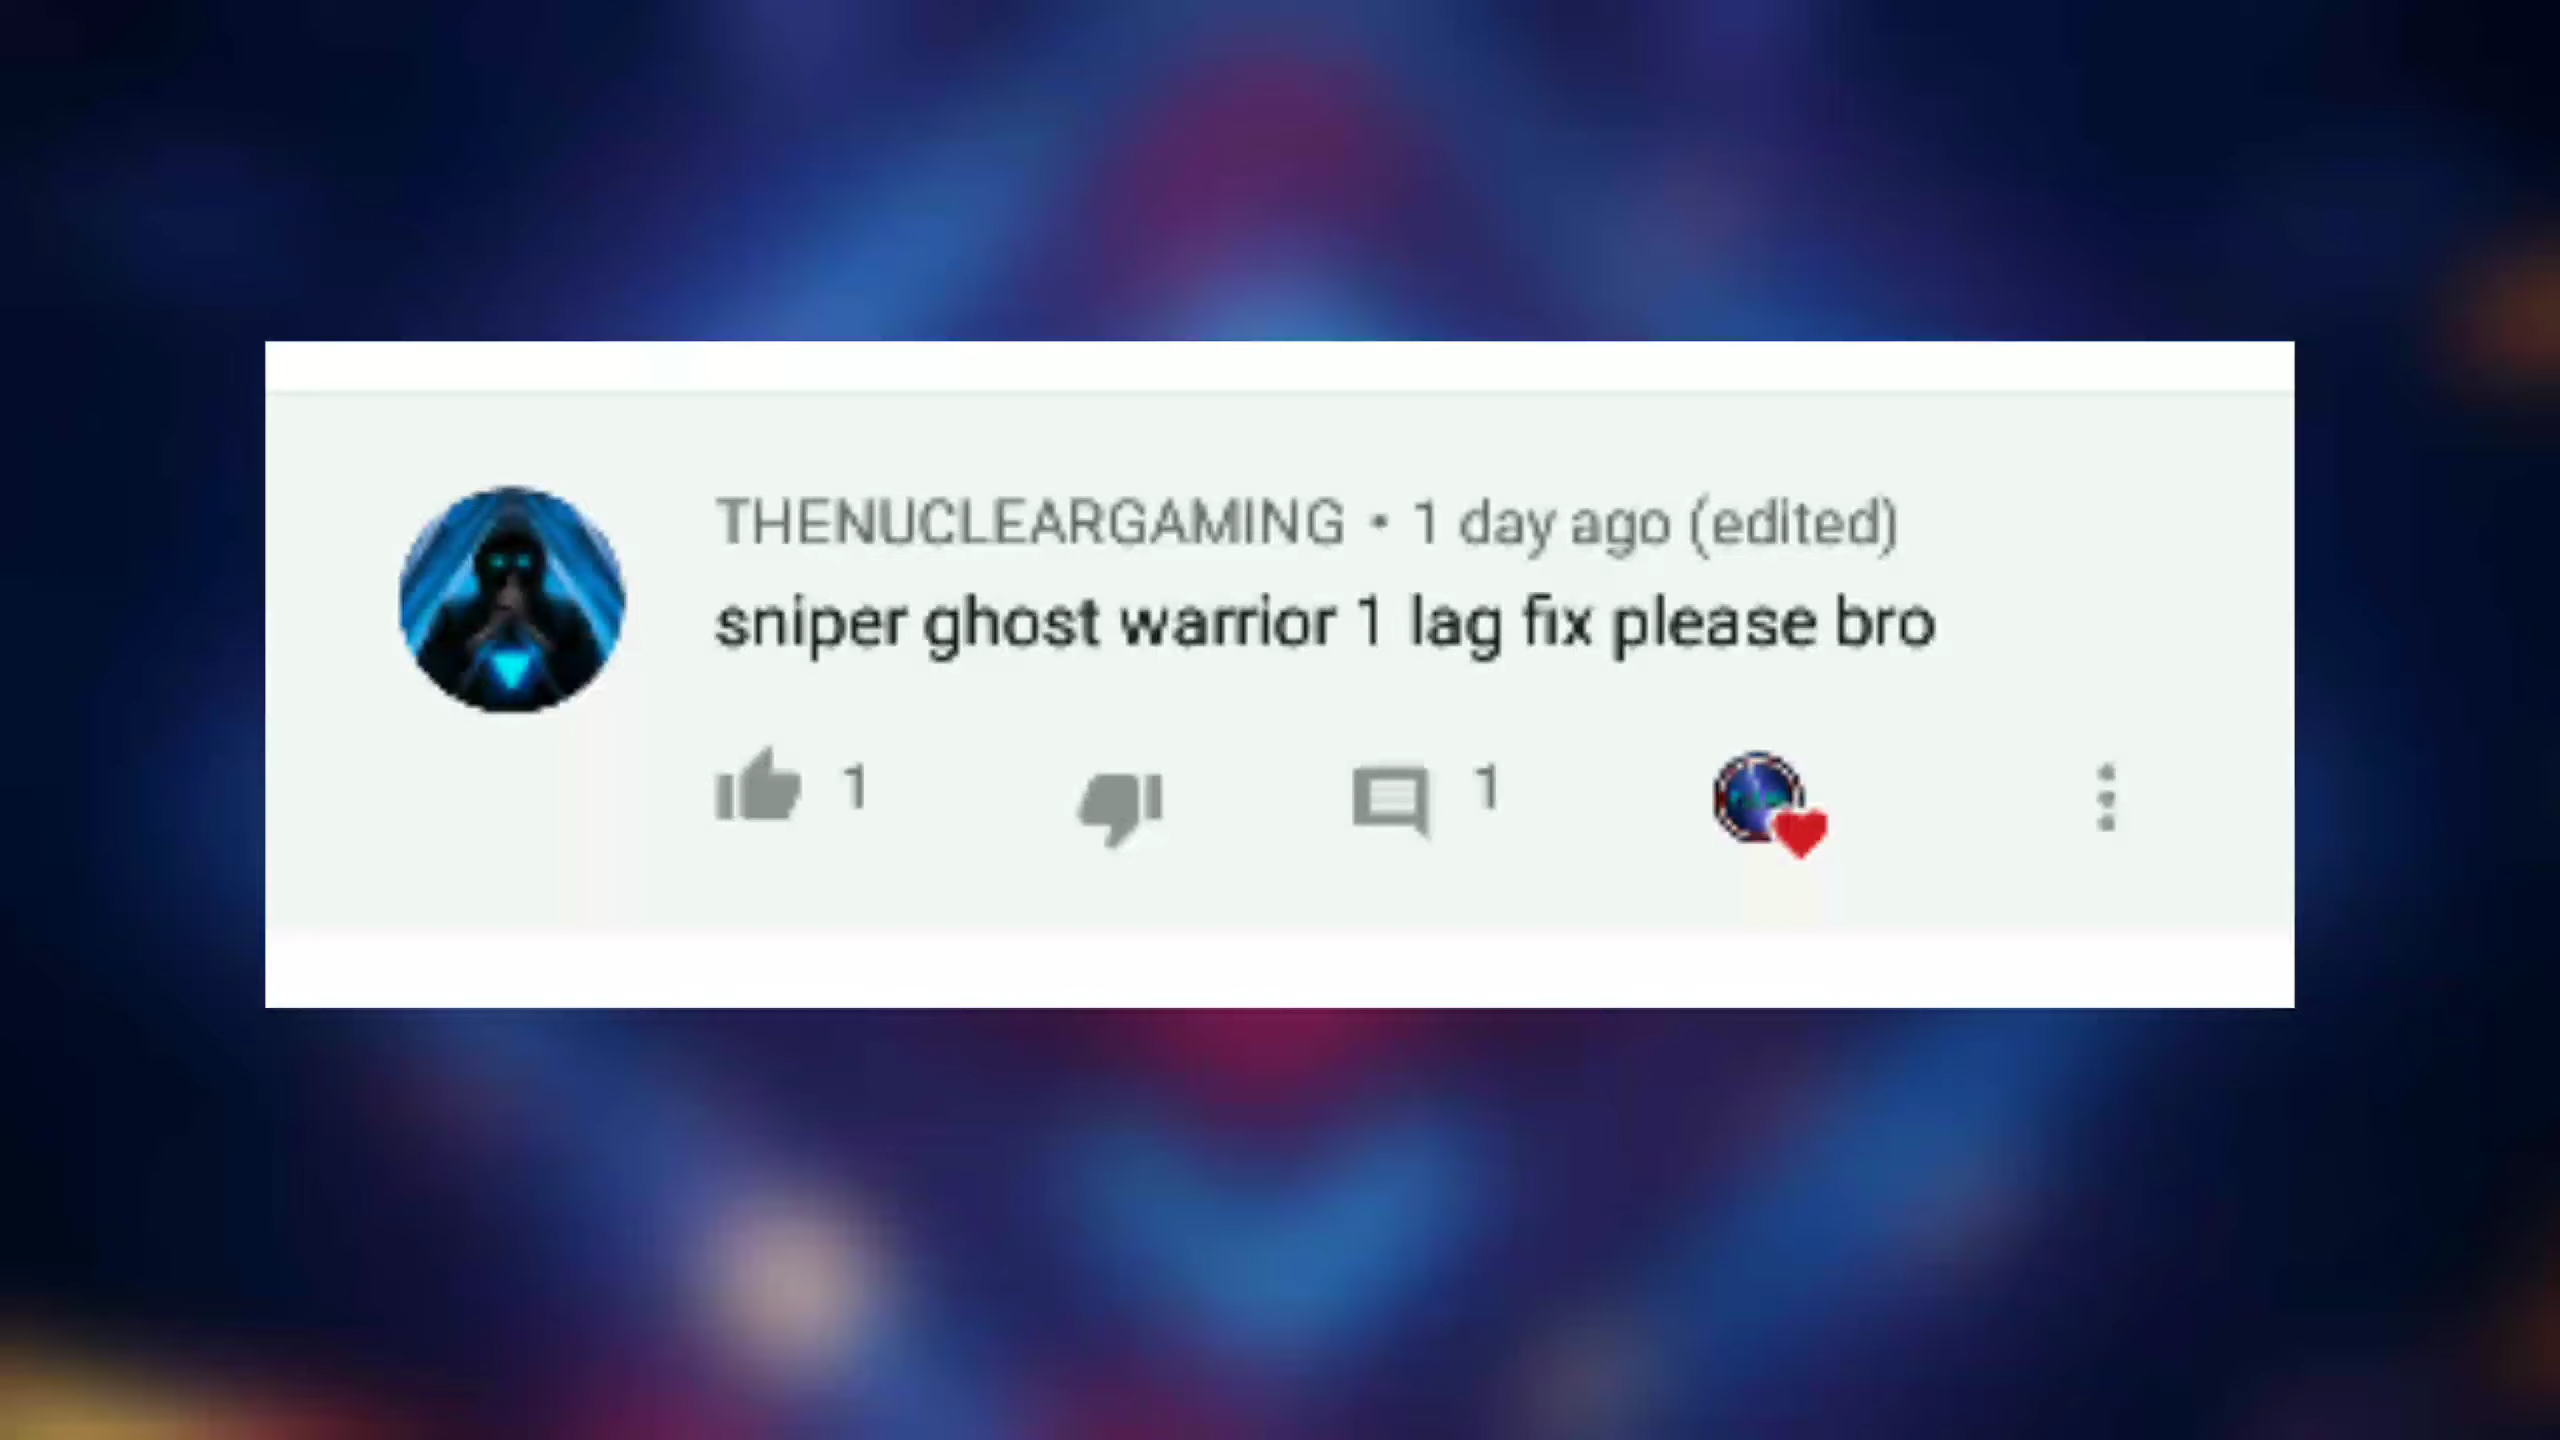 THENUCLEARGAMING • 1 day ago (edited)
sniper ghost warrior 1 lag fix please bro
1 1